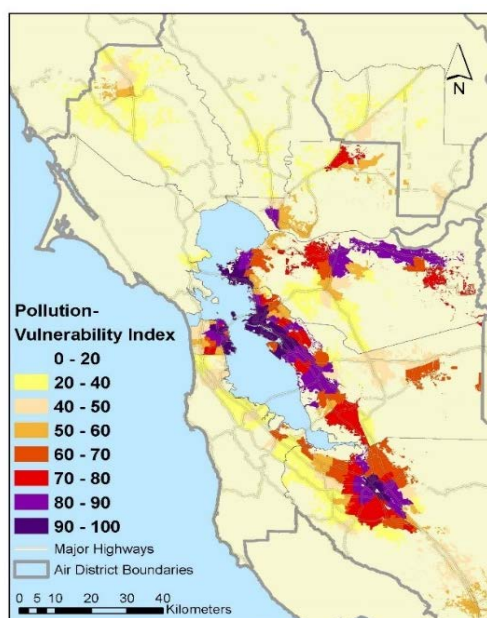 N
Pollution-
Vulnerability Index
0 - 20
20 - 40
40 - 50
50 - 60
60 - 70
70 - 80
80 - 90
90 - 100
Major Highways
Air District Boundaries
0 5 10 20 30 40
Kilometers